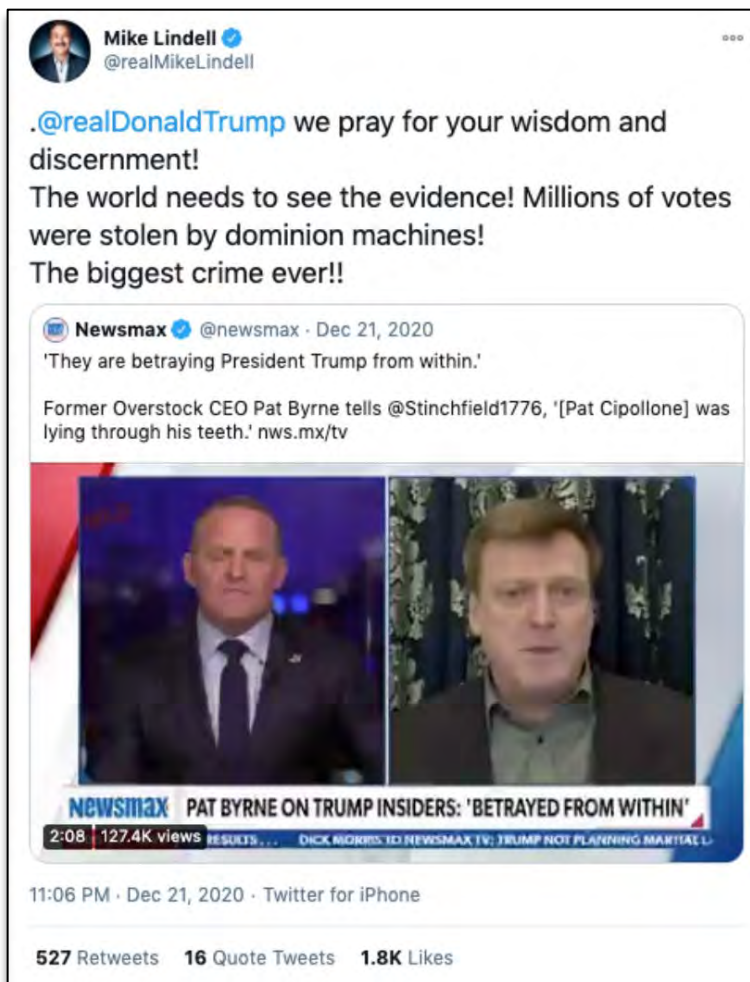 Mike Lindell
@realMikeLindell
.@realDonaldTrump we pray for your wisdom and
discernment!
The world needs to see the evidence! Millions of votes
were stolen by dominion machines!
The biggest crime ever!!
Newsmax @newsmax · Dec 21, 2020
'They are betraying President Trump from within.'
Former Overstock CEO Pat Byrne tells @Stinchfield1776, '[Pat Cipollone] was
lying through his teeth.' nws.mx/tv
newsmax PAT BYRNE ON TRUMP INSIDERS: 'BETRAYED FROM WITHIN'
2:08 127.4K views RESULTS... DICK MORRIS TO NEWSMAX TV: TRUMP NOT PLANNING MARTIAL L
11:06 PM · Dec 21, 2020 · Twitter for iPhone
527 Retweets 16 Quote Tweets 1.8K Likes